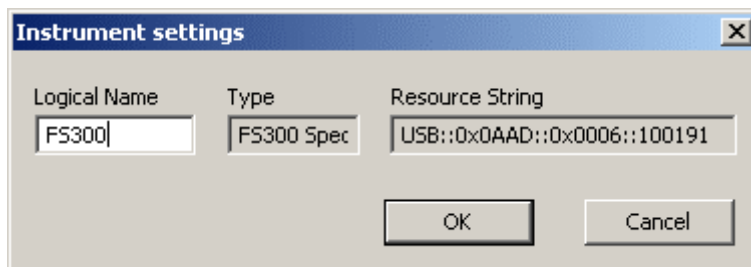 Instrument settings
Logical Name Type Resource String
FS300 FS300 Spec USB::0x0AAD::0x0006::100191
OK Cancel